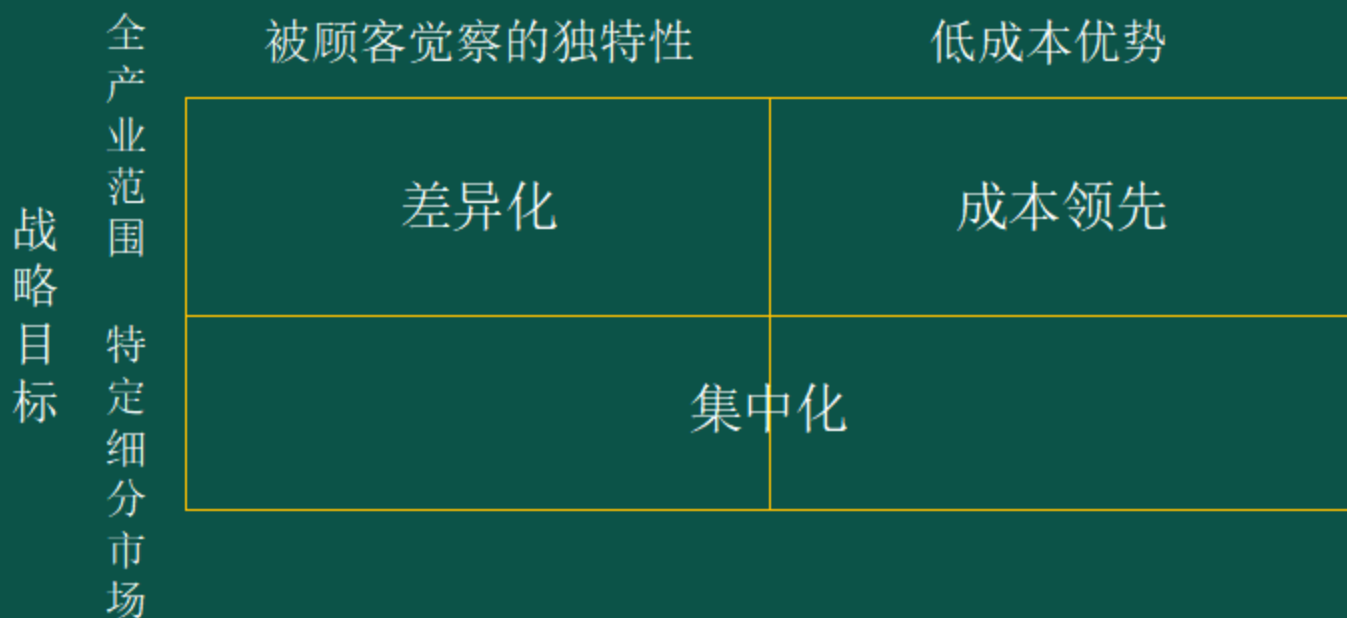 战略目标
全产业范围
特定细分市场
被顾客觉察的独特性
低成本优势
差异化
成本领先
集中化